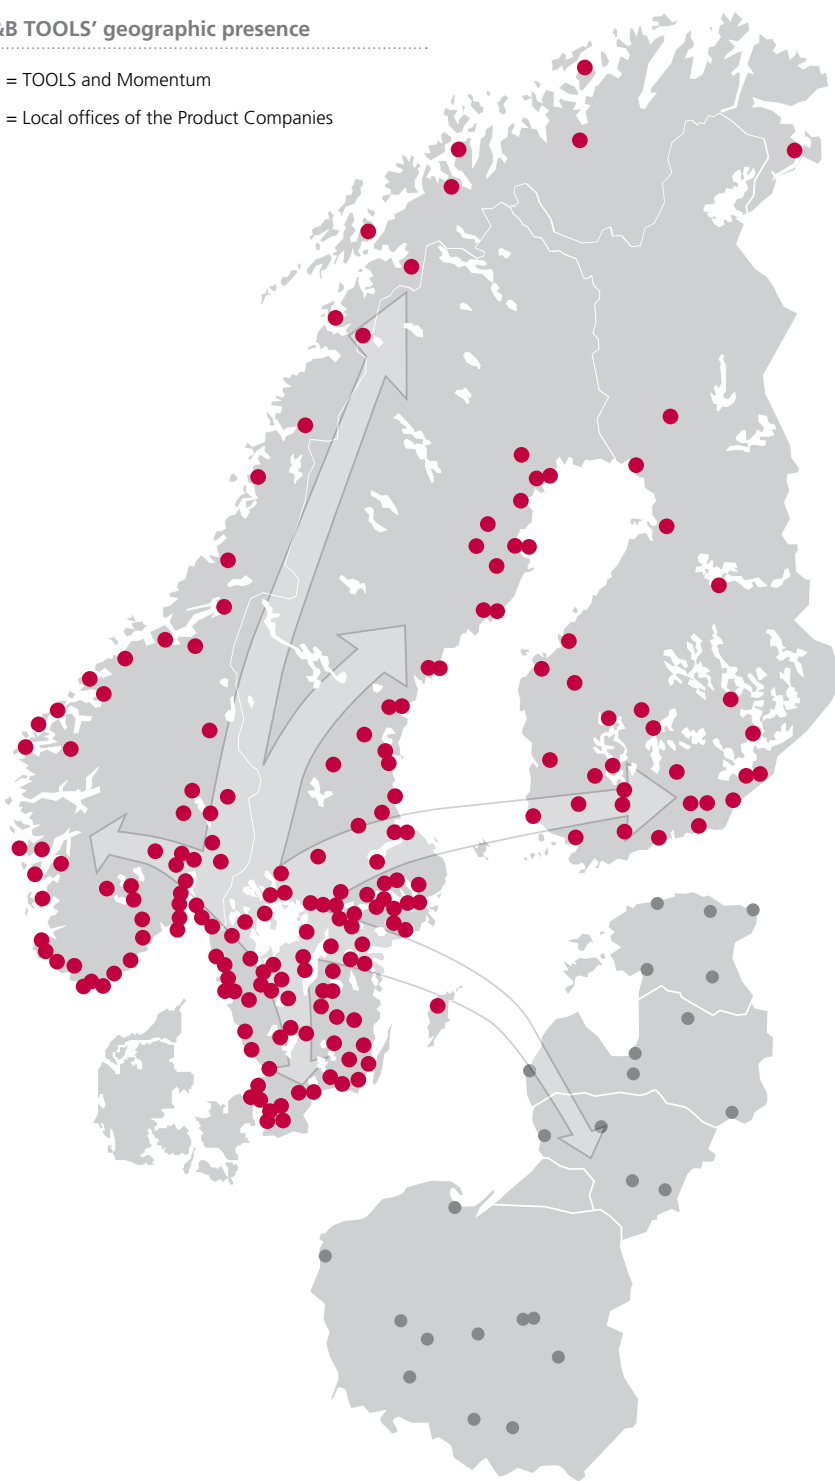 &B TOOLS’ geographic presence
= TOOLS and Momentum
= Local offices of the Product Companies